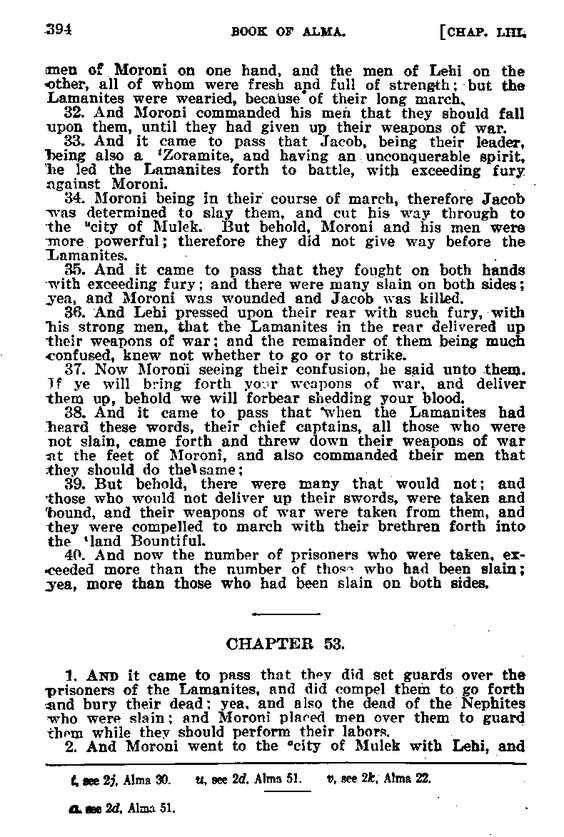 394 BOOK OF ALMA. [CHAP. LIII.
men of Moroni on one hand, and the men of Lehi on the
other, all of whom were fresh and full of strength; but the
Lamanites were wearied, because of their long march.
32. And Moroni commanded his men that they should fall
upon them, until they had given up their weapons of war.
33. And it came to pass that Jacob, being their leader,
being also a ᵗZoramite, and having an unconquerable spirit,
he led the Lamanites forth to battle, with exceeding fury
against Moroni.
34. Moroni being in their course of march, therefore Jacob
was determined to slay them, and cut his way through to
the ᵘcity of Mulek. But behold, Moroni and his men were
more powerful; therefore they did not give way before the
Lamanites.
35. And it came to pass that they fought on both hands
with exceeding fury; and there were many slain on both sides;
yea, and Moroni was wounded and Jacob was killed.
36. And Lehi pressed upon their rear with such fury, with
his strong men, that the Lamanites in the rear delivered up
their weapons of war; and the remainder of them being much
confused, knew not whether to go or to strike.
37. Now Moroni seeing their confusion, he said unto them.
If ye will bring forth your weapons of war, and deliver
them up, behold we will forbear shedding your blood.
38. And it came to pass that when the Lamanites had
heard these words, their chief captains, all those who were
not slain, came forth and threw down their weapons of war
at the feet of Moroni, and also commanded their men that
they should do the same;
39. But behold, there were many that would not; and
those who would not deliver up their swords, were taken and
bound, and their weapons of war were taken from them, and
they were compelled to march with their brethren forth into
the ᵛland Bountiful.
40. And now the number of prisoners who were taken, ex-
ceeded more than the number of those who had been slain;
yea, more than those who had been slain on both sides.
CHAPTER 53.
1. AND it came to pass that they did set guards over the
prisoners of the Lamanites, and did compel them to go forth
and bury their dead; yea, and also the dead of the Nephites
who were slain; and Moroni placed men over them to guard
them while they should perform their labors.
2. And Moroni went to the ᵃcity of Mulek with Lehi, and
t, see 2j, Alma 30. u, see 2d, Alma 51. v, see 2k, Alma 22.
a, see 2d, Alma 51.